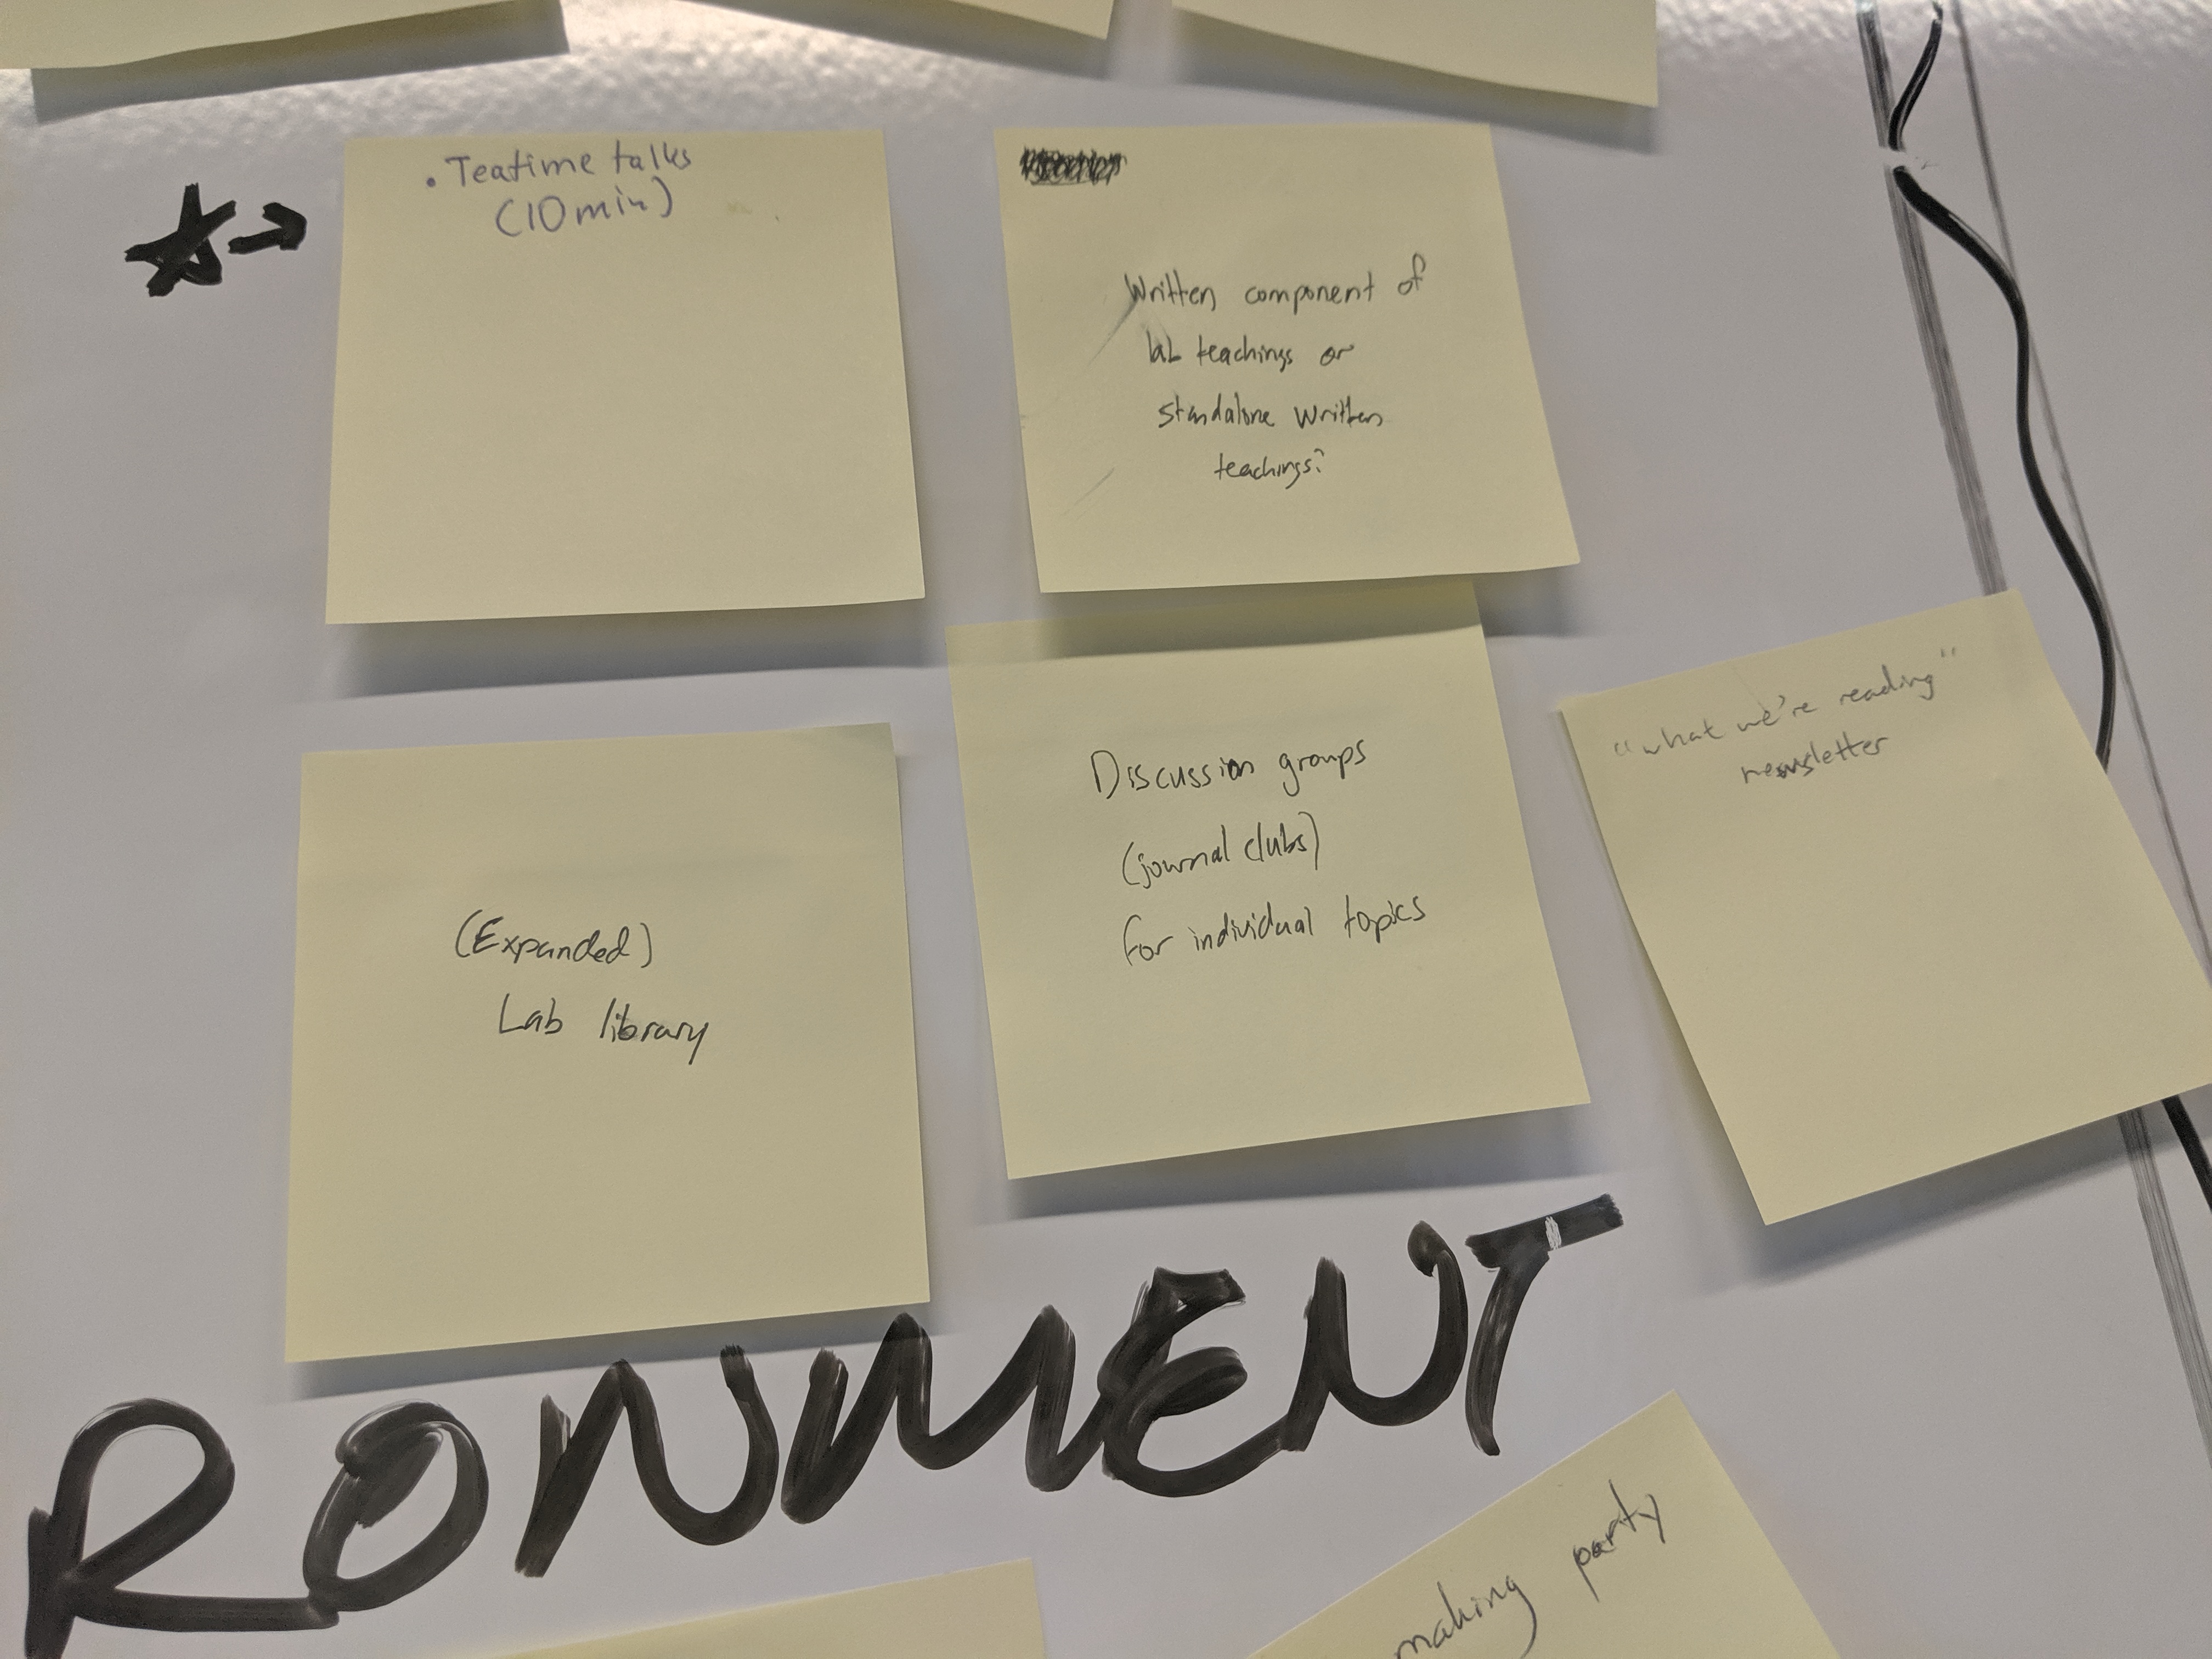 • Teatime talks
(10 min)
Written component of
lab teachings or
standalone written
teachings?
(Expanded)
Lab library
Discussion groups
(journal clubs)
for individual topics
"what we're reading"
newsletter
RONMENT
making party